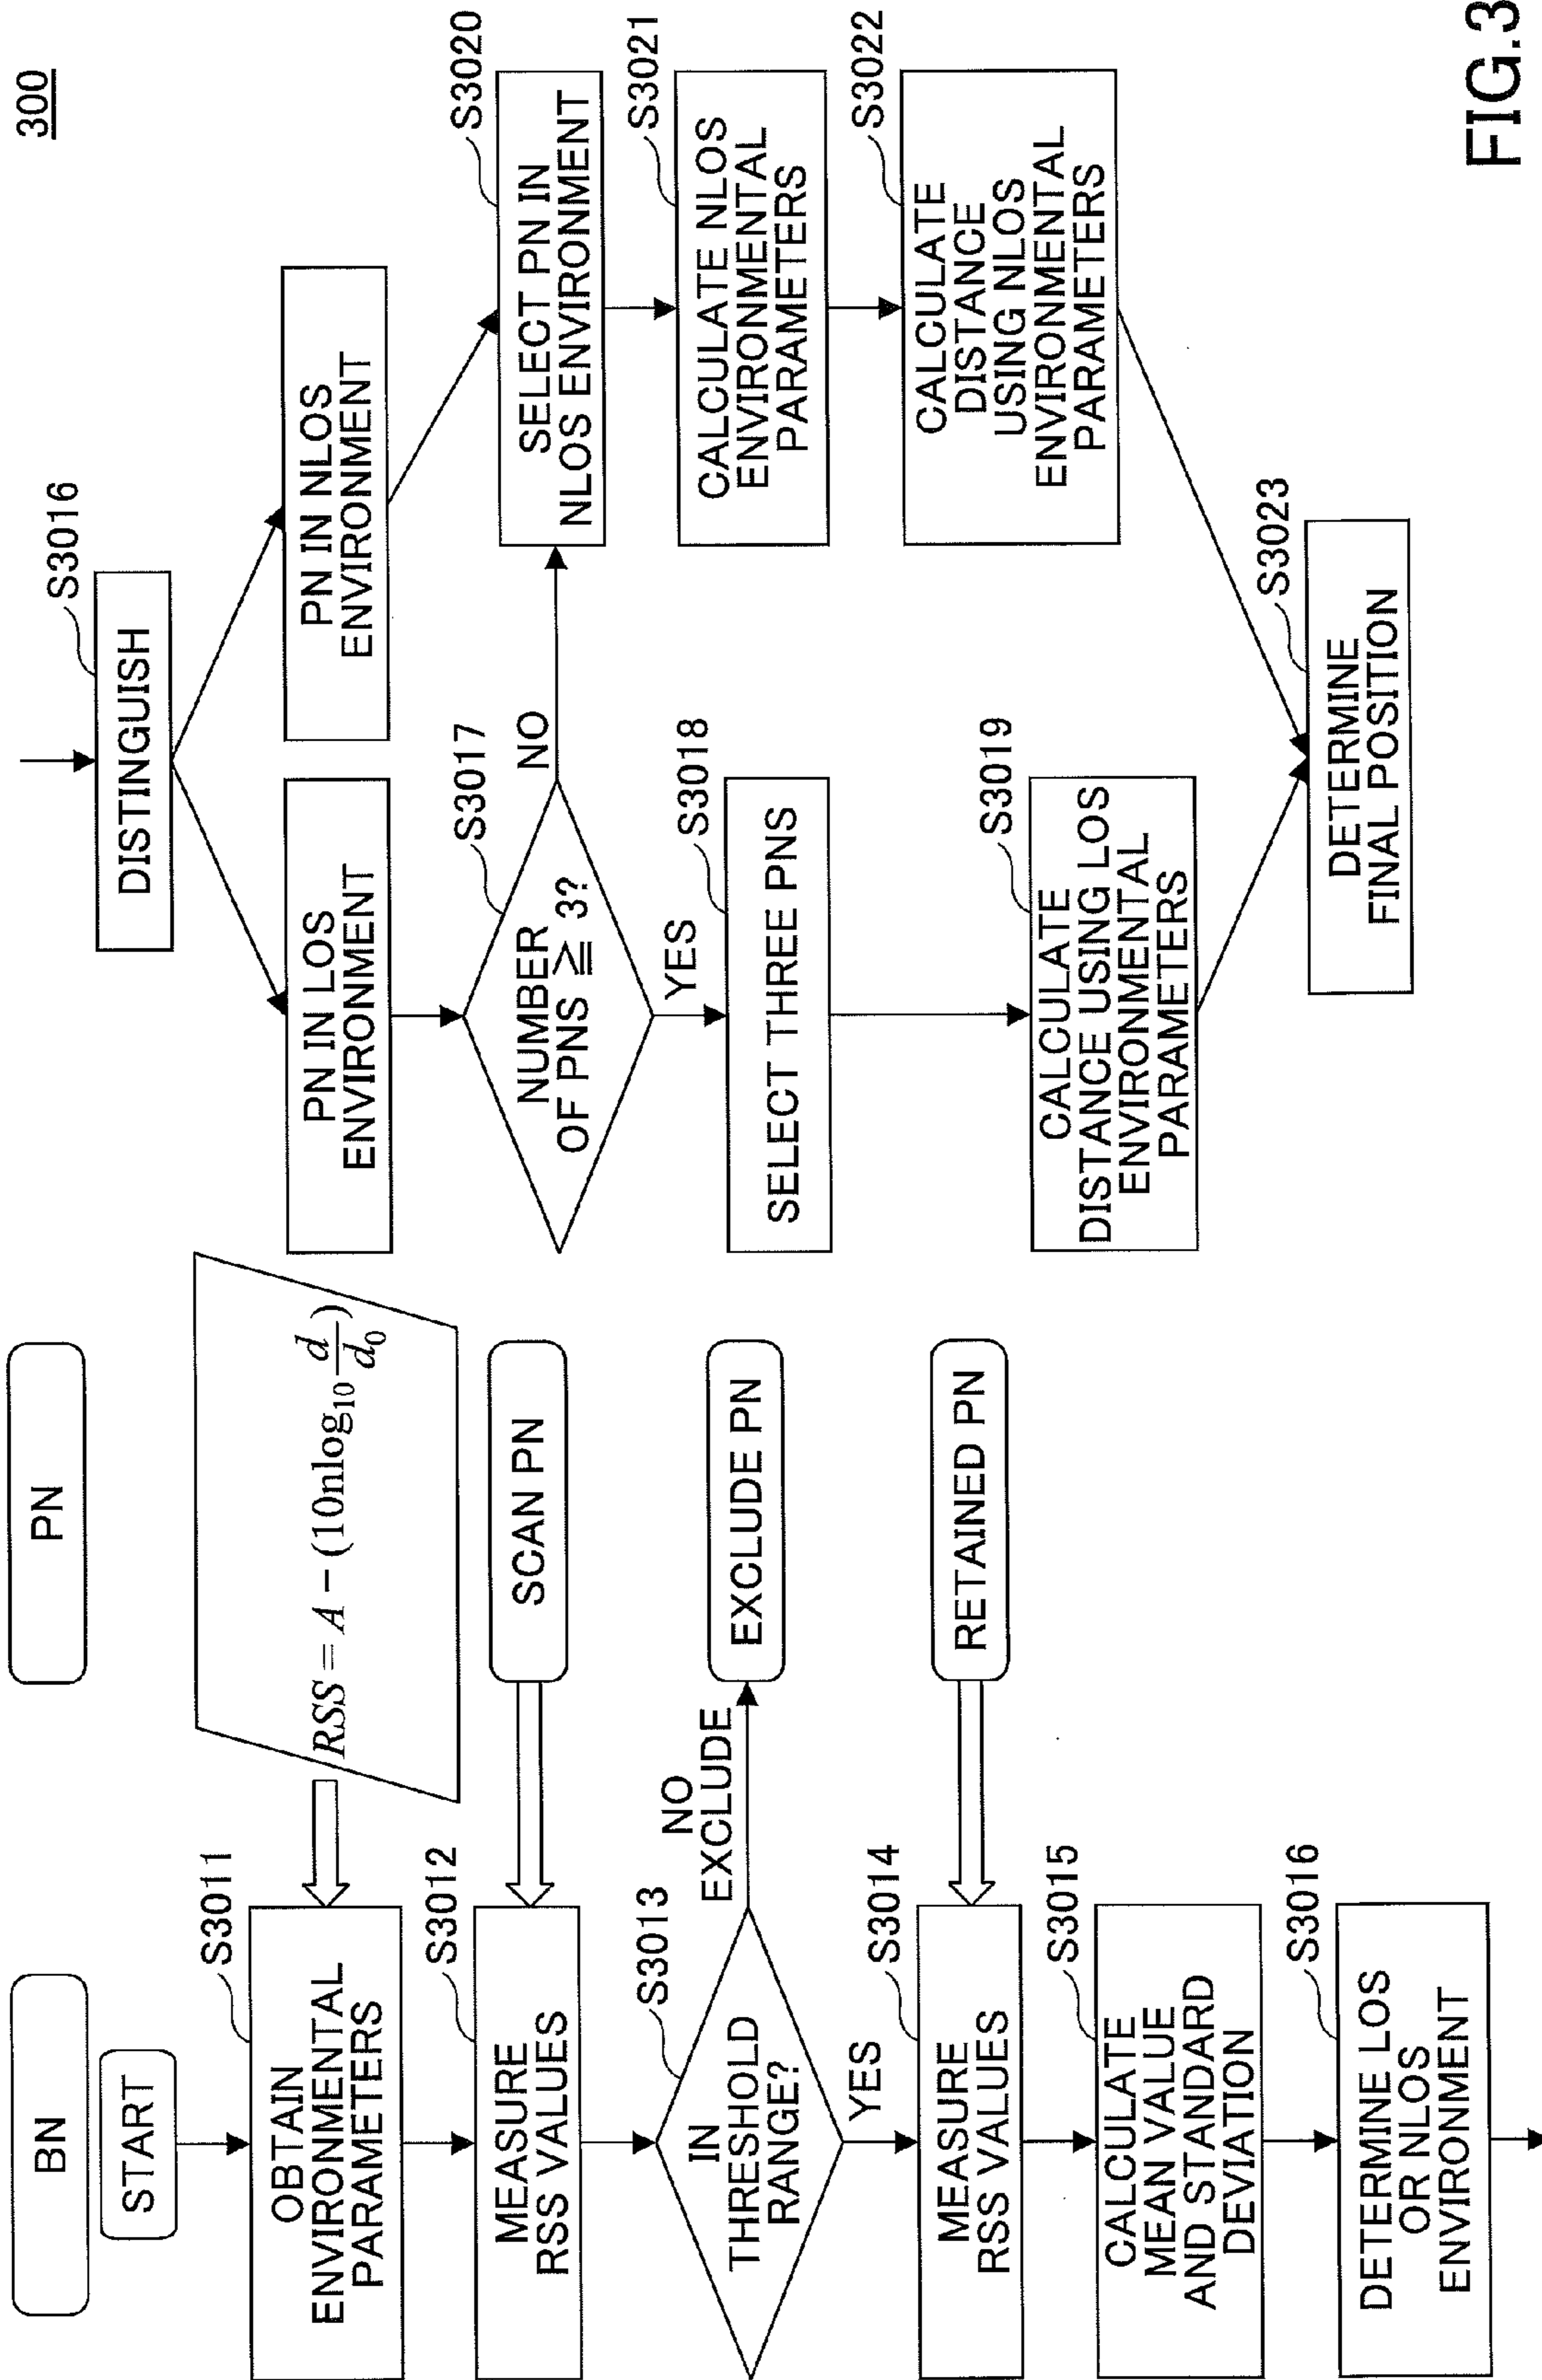 300
BN
PN
START
OBTAIN
ENVIRONMENTAL
PARAMETERS
S3011
RSS = A − (10nlog10 d/d0)
MEASURE
RSS VALUES
S3012
SCAN PN
IN
THRESHOLD
RANGE?
S3013
NO
EXCLUDE
EXCLUDE PN
YES
MEASURE
RSS VALUES
S3014
RETAINED PN
CALCULATE
MEAN VALUE
AND STANDARD
DEVIATION
S3015
DETERMINE LOS
OR NLOS
ENVIRONMENT
S3016
DISTINGUISH
S3016
PN IN LOS
ENVIRONMENT
PN IN NLOS
ENVIRONMENT
NUMBER
OF PNS ≧ 3?
S3017
NO
YES
SELECT THREE PNS
S3018
CALCULATE
DISTANCE USING LOS
ENVIRONMENTAL
PARAMETERS
S3019
SELECT PN IN
NLOS ENVIRONMENT
S3020
CALCULATE NLOS
ENVIRONMENTAL
PARAMETERS
S3021
CALCULATE
DISTANCE
USING NLOS
ENVIRONMENTAL
PARAMETERS
S3022
DETERMINE
FINAL POSITION
S3023
FIG.3